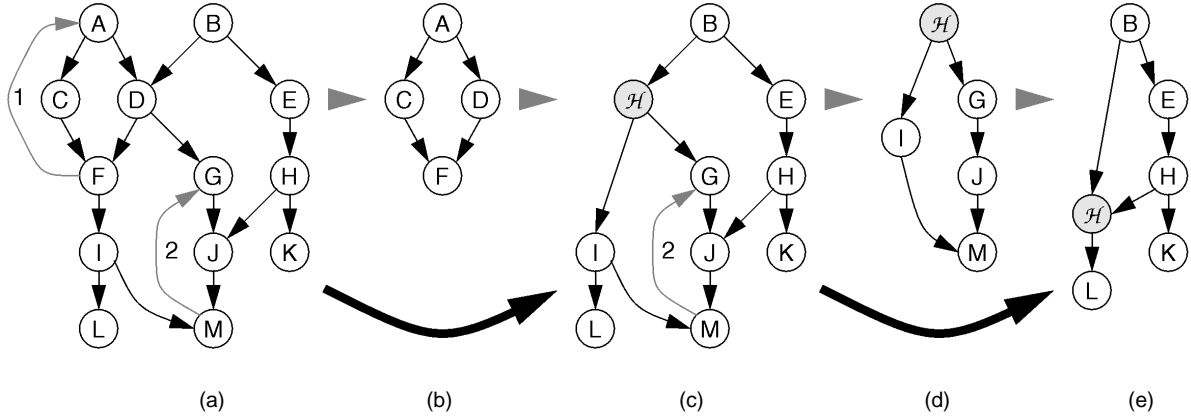 A B A B ℋ B
1 C D E C D ℋ E G E
I
F G H F G H J H
ℋ
I 2 J K I 2 J K M K
L
L M L M
(a) (b) (c) (d) (e)